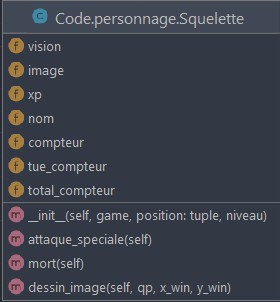 Code.personnage.Squelette
vision
image
xp
nom
compteur
tue_compteur
total_compteur
__init__(self, game, position: tuple, niveau)
attaque_speciale(self)
mort(self)
dessin_image(self, qp, x_win, y_win)